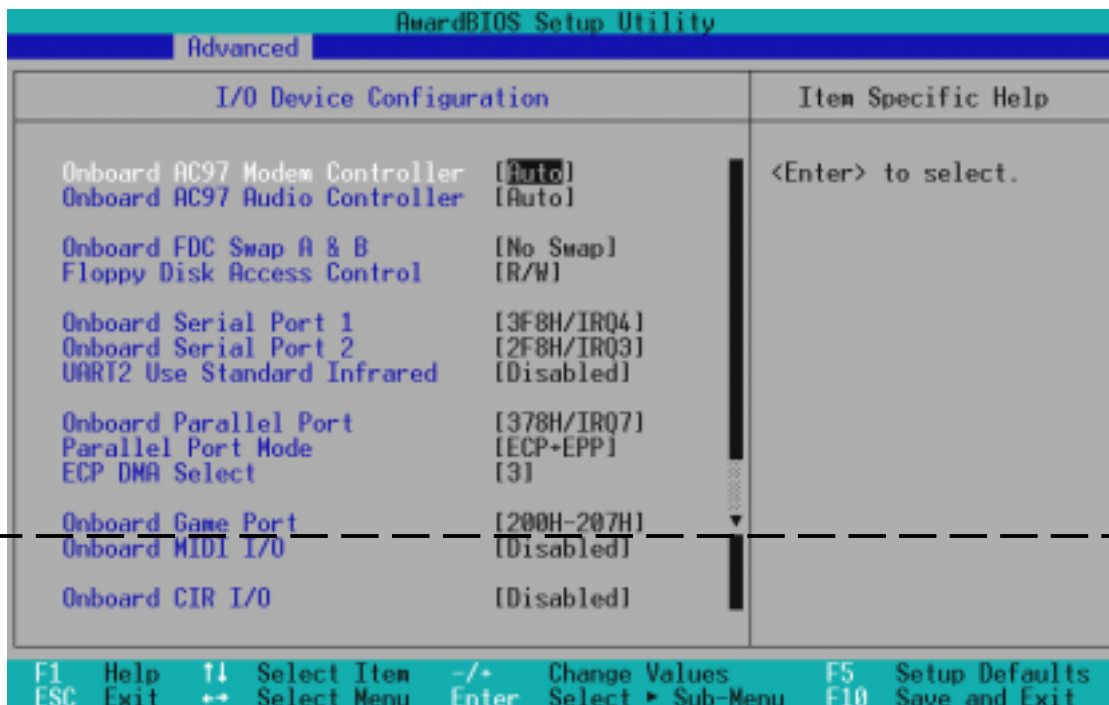 AwardBIOS Setup Utility
Advanced
I/O Device Configuration
Item Specific Help
Onboard AC97 Modem Controller [Auto]
<Enter> to select.
Onboard AC97 Audio Controller [Auto]
Onboard FDC Swap A & B [No Swap]
Floppy Disk Access Control [R/W]
Onboard Serial Port 1 [3F8H/IRQ4]
Onboard Serial Port 2 [2F8H/IRQ3]
UART2 Use Standard Infrared [Disabled]
Onboard Parallel Port [378H/IRQ7]
Parallel Port Mode [ECP+EPP]
ECP DMA Select [3]
Onboard Game Port [200H-207H]
Onboard MIDI I/O [Disabled]
Onboard CIR I/O [Disabled]
F1 Help ↑↓ Select Item -/+ Change Values F5 Setup Defaults
ESC Exit ←→ Select Menu Enter Select ► Sub-Menu F10 Save and Exit